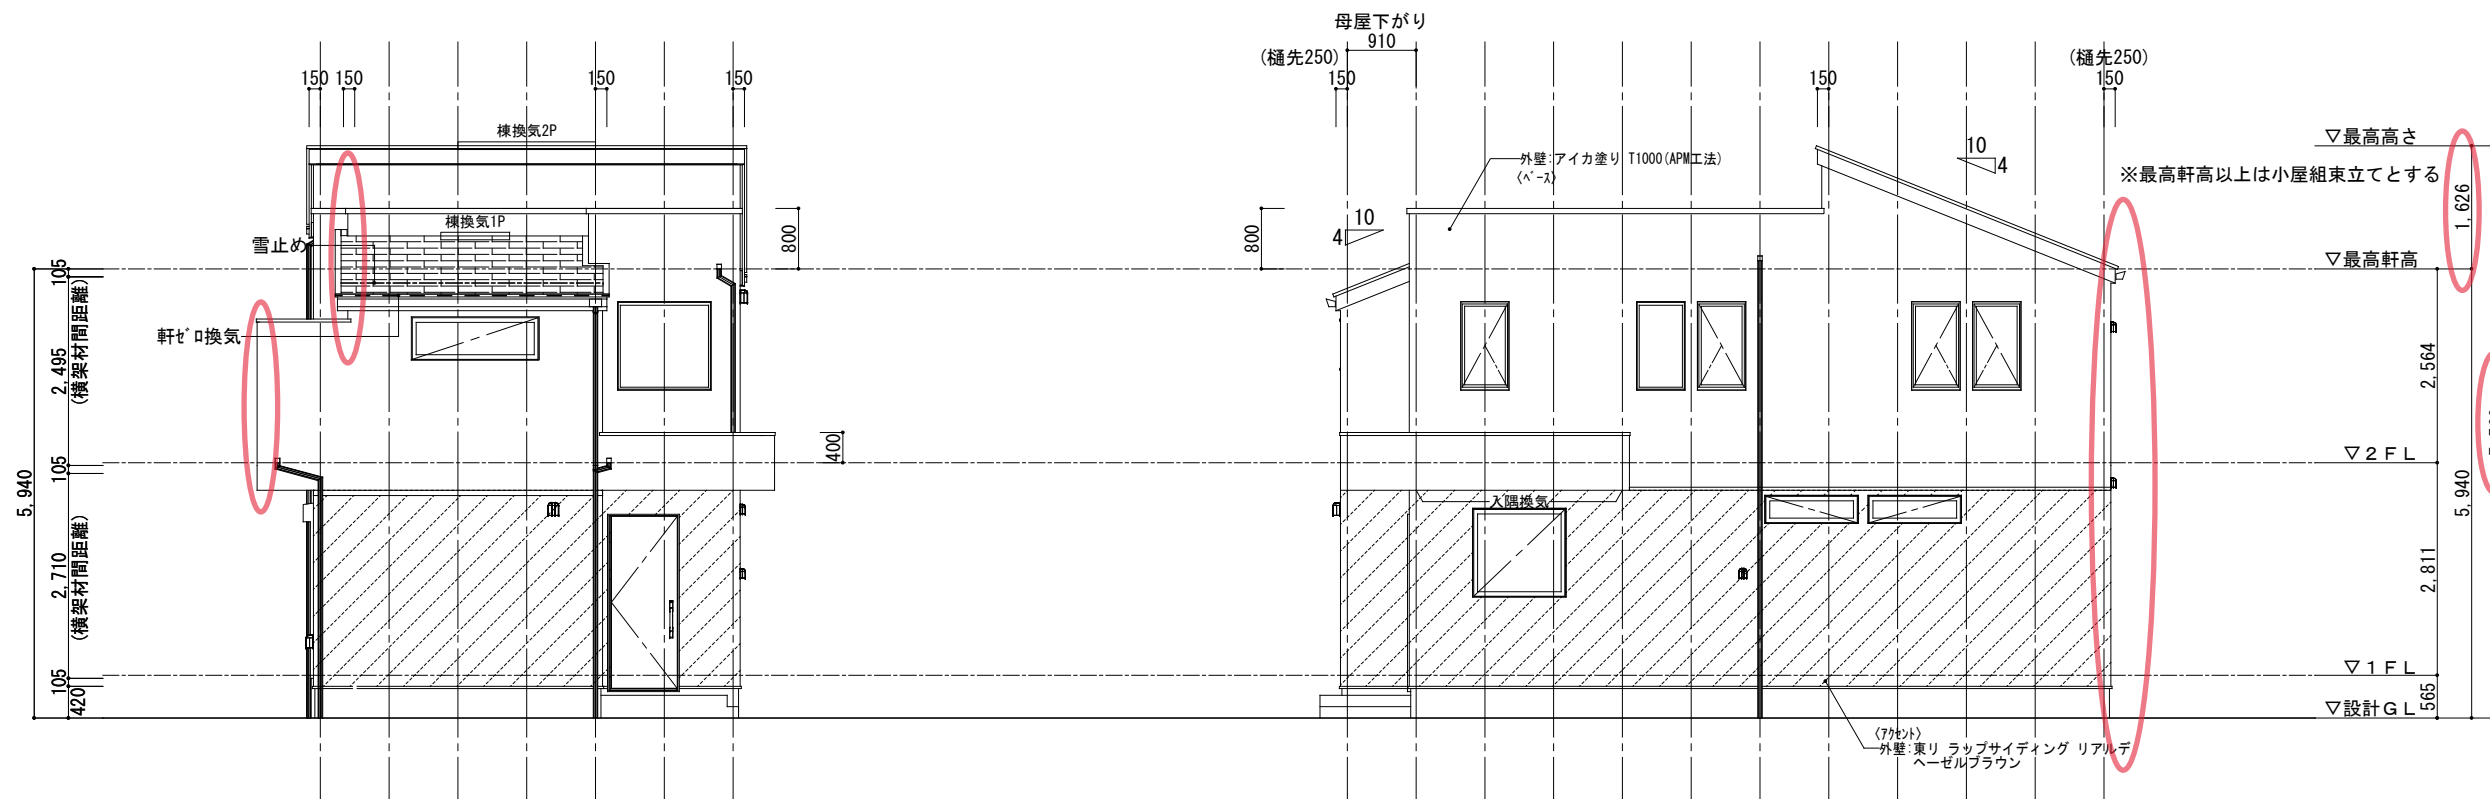 母屋下がり
910
(樋先250)
(樋先250)
150
150
150
150
150
150
150
棟換気2P
▽最高高さ
外壁:アイカ塗り T1000(APM工法)
〈ベース〉
10
4
※最高軒高以上は小屋組束立てとする
1,626
棟換気1P
雪止め
800
800
10
4
▽最高軒高
105
軒ゼロ換気
2,495
(横架材間距離)
2,564
400
105
▽2FL
5,940
5,940
入隅換気
2,710
(横架材間距離)
2,811
105
▽1FL
420
565
▽設計GL
〈アクセント〉
外壁:東リ ラップサイディング リアルデ
ヘーゼルブラウン